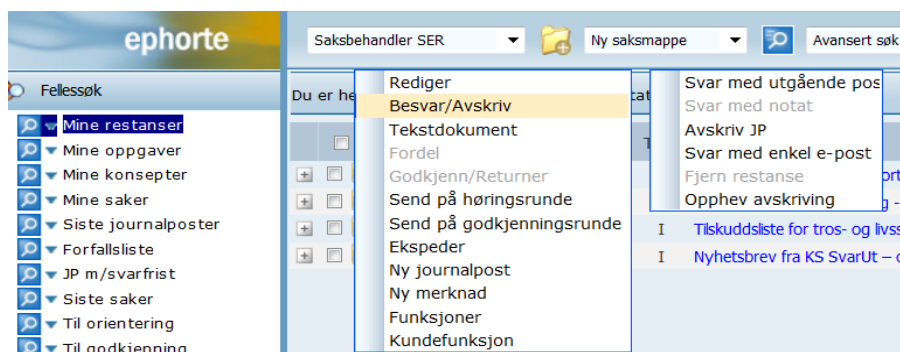 ephorte
Saksbehandler SER
Ny saksmappe
Avansert søk
Fellessøk
Du er
Mine restanser
Mine oppgaver
Mine konsepter
Mine saker
Siste journalposter
Forfallsliste
JP m/svarfrist
Siste saker
Til orientering
Til godkjenning
Rediger
Besvar/Avskriv
Tekstdokument
Fordel
Godkjenn/Returner
Send på høringsrunde
Send på godkjenningsrunde
Ekspeder
Ny journalpost
Ny merknad
Funksjoner
Kundefunksjon
Svar med utgående pos
Svar med notat
Avskriv JP
Svar med enkel e-post
Fjern restanse
Opphev avskriving
I Tilskuddsliste for tros- og livss
I Nyhetsbrev fra KS SvarUt –